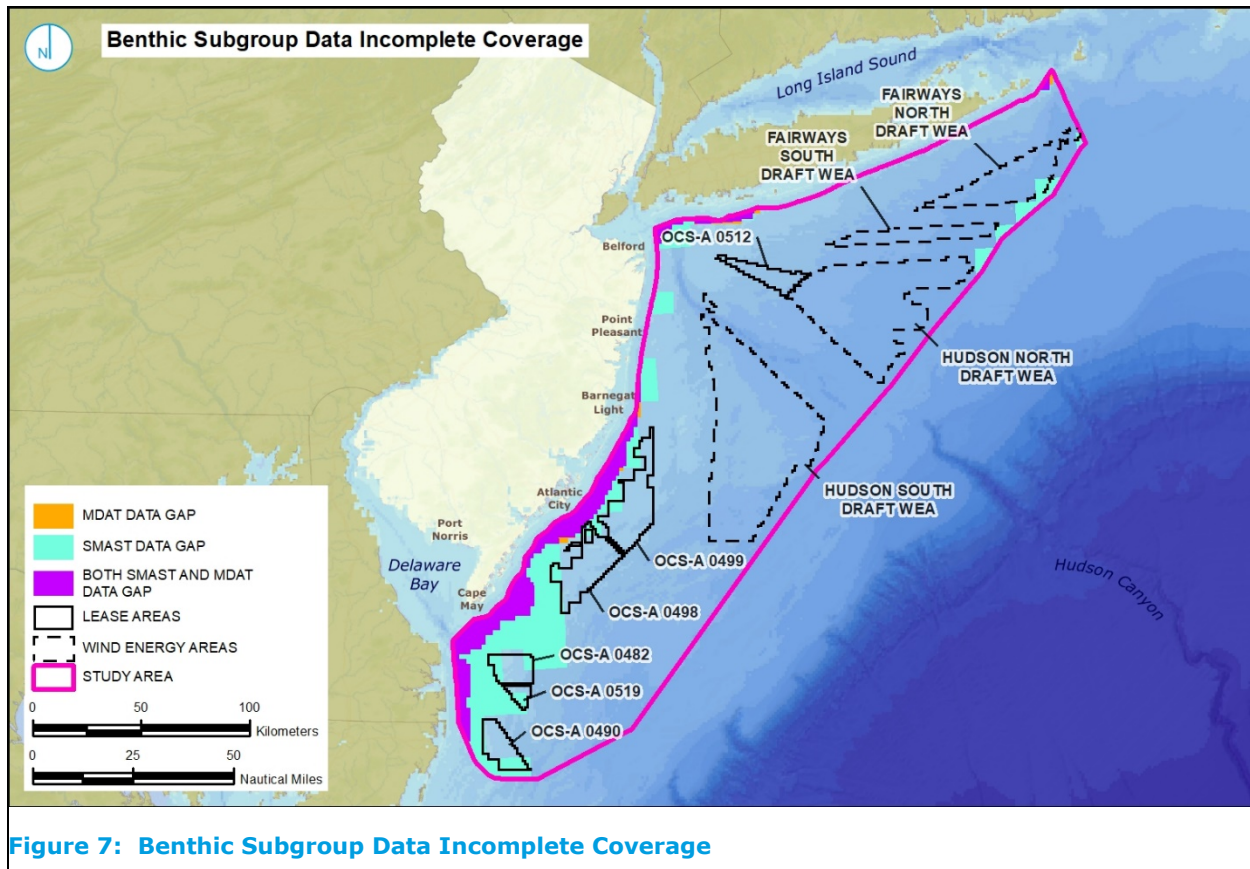 Benthic Subgroup Data Incomplete Coverage
N
Long Island Sound
FAIRWAYS
NORTH
DRAFT WEA
FAIRWAYS
SOUTH
DRAFT WEA
OCS-A 0512
Belford
Point
Pleasant
HUDSON NORTH
DRAFT WEA
Barnegat
Light
HUDSON SOUTH
DRAFT WEA
Atlantic
City
Port
Norris
Delaware
Bay
Cape
May
OCS-A 0499
OCS-A 0498
Hudson Canyon
OCS-A 0482
OCS-A 0519
OCS-A 0490
MDAT DATA GAP
SMAST DATA GAP
BOTH SMAST AND MDAT
DATA GAP
LEASE AREAS
WIND ENERGY AREAS
STUDY AREA
0 50 100
Kilometers
0 25 50
Nautical Miles
Figure 7: Benthic Subgroup Data Incomplete Coverage